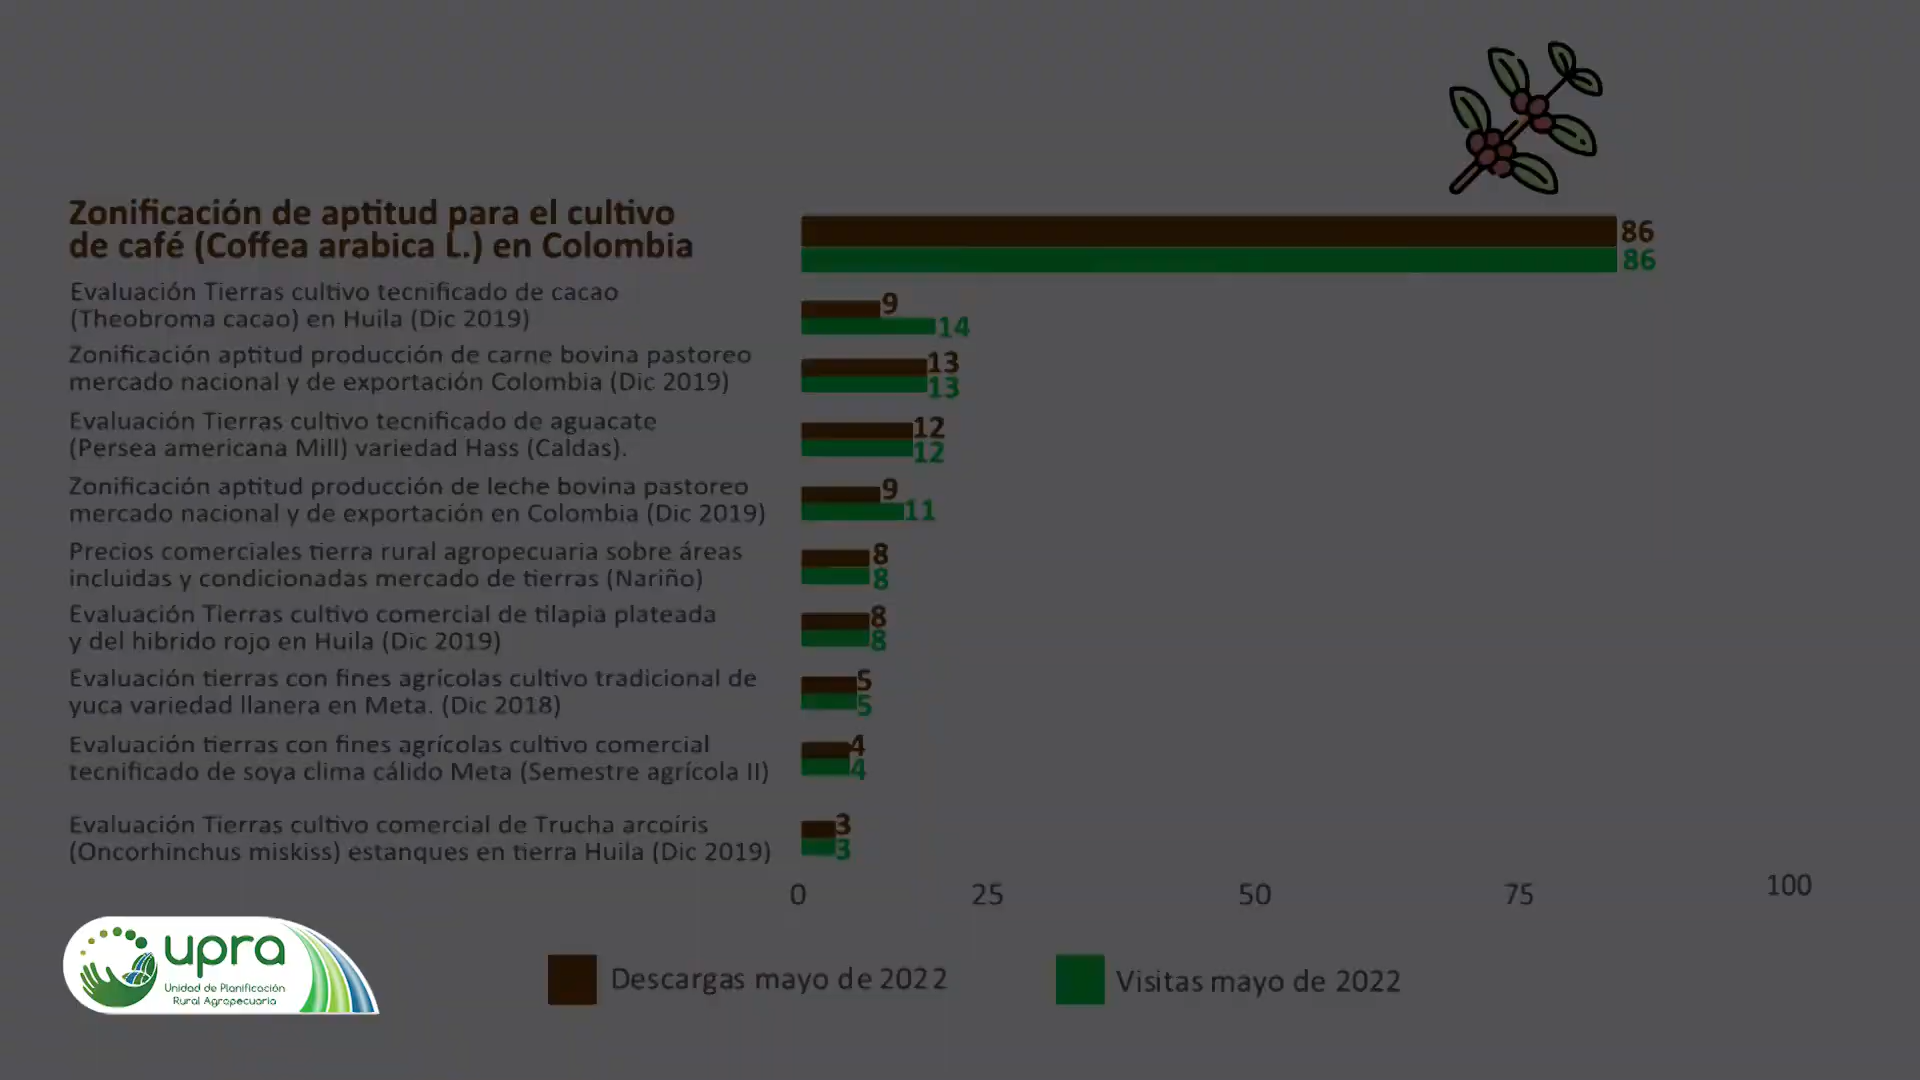 Zonificación de aptitud para el cultivo
de café (Coffea arabica L.) en Colombia
86
86
Evaluación Tierras cultivo tecnificado de cacao
(Theobroma cacao) en Huila (Dic 2019)
9
14
Zonificación aptitud producción de carne bovina pastoreo
mercado nacional y de exportación Colombia (Dic 2019)
13
13
Evaluación Tierras cultivo tecnificado de aguacate
(Persea americana Mill) variedad Hass (Caldas).
12
12
Zonificación aptitud producción de leche bovina pastoreo
mercado nacional y de exportación en Colombia (Dic 2019)
9
11
Precios comerciales tierra rural agropecuaria sobre áreas
incluidas y condicionadas mercado de tierras (Nariño)
8
8
Evaluación Tierras cultivo comercial de tilapia plateada
y del hibrido rojo en Huila (Dic 2019)
8
8
Evaluación tierras con fines agrícolas cultivo tradicional de
yuca variedad llanera en Meta. (Dic 2018)
5
5
Evaluación tierras con fines agrícolas cultivo comercial
tecnificado de soya clima cálido Meta (Semestre agrícola II)
4
4
Evaluación Tierras cultivo comercial de Trucha arcoíris
(Oncorhinchus miskiss) estanques en tierra Huila (Dic 2019)
3
3
0 25 50 75 100
Descargas mayo de 2022
Visitas mayo de 2022
upra
Unidad de Planificación
Rural Agropecuaria